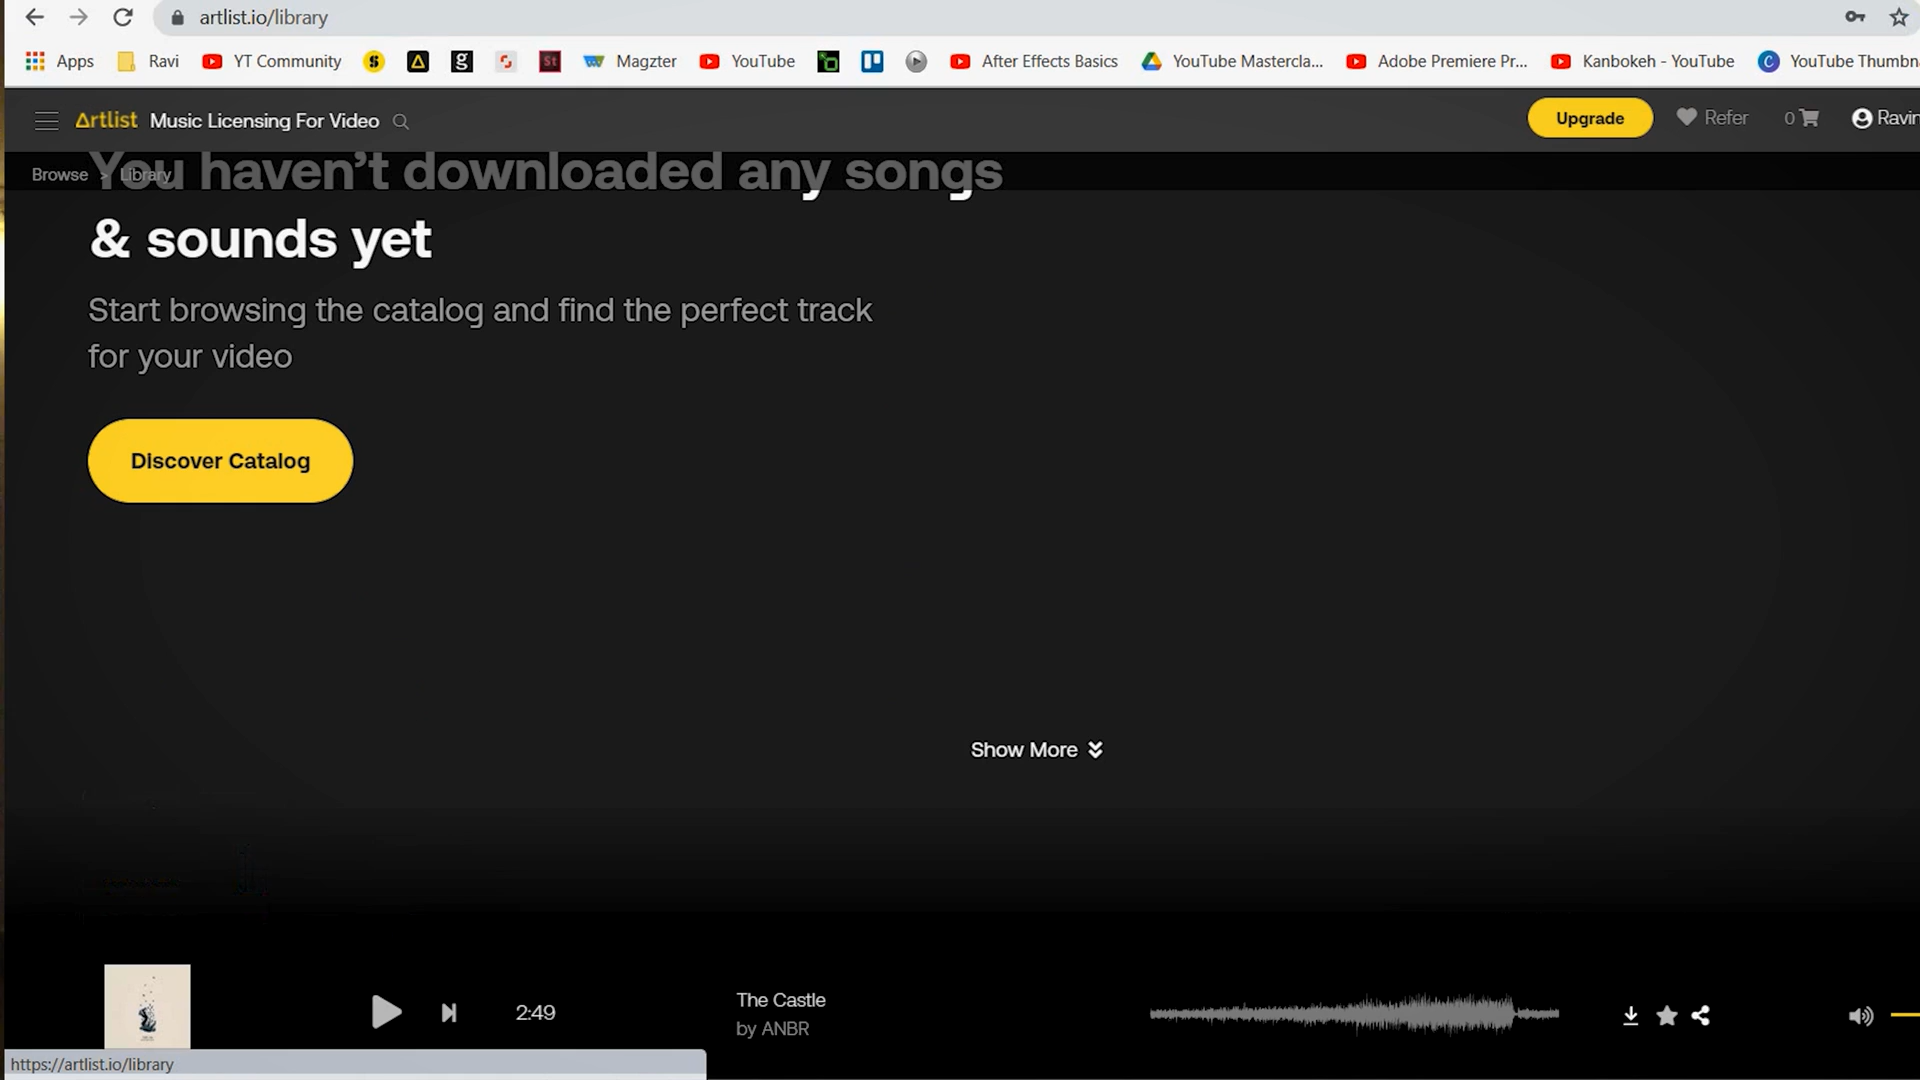 artlist.io/library
Apps Ravi YT Community Magzter YouTube After Effects Basics YouTube Mastercla... Adobe Premiere Pr... Kanbokeh - YouTube YouTube Thumbn
Artlist Music Licensing For Video Upgrade Refer 0 Ravin
Browse > Library
You haven't downloaded any songs
& sounds yet
Start browsing the catalog and find the perfect track
for your video
Discover Catalog
Show More
2:49 The Castle
by ANBR
https://artlist.io/library